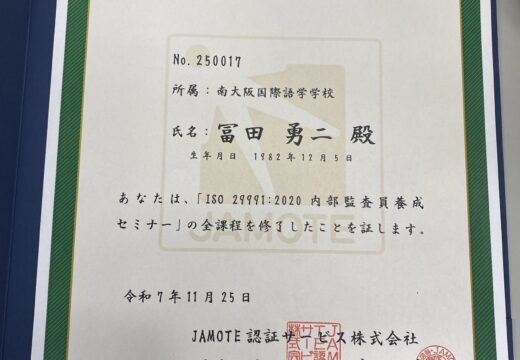 No. 250017
所属：南大阪国際語学学校
氏名：冨田 勇二 殿
生年月日 1982年12月5日
あなたは、「ISO 29991:2020 内部監査員養成
セミナー」の全課程を修了したことを証します。
JAMOTE
令和7年11月25日
JAMOTE認証サービス株式会社